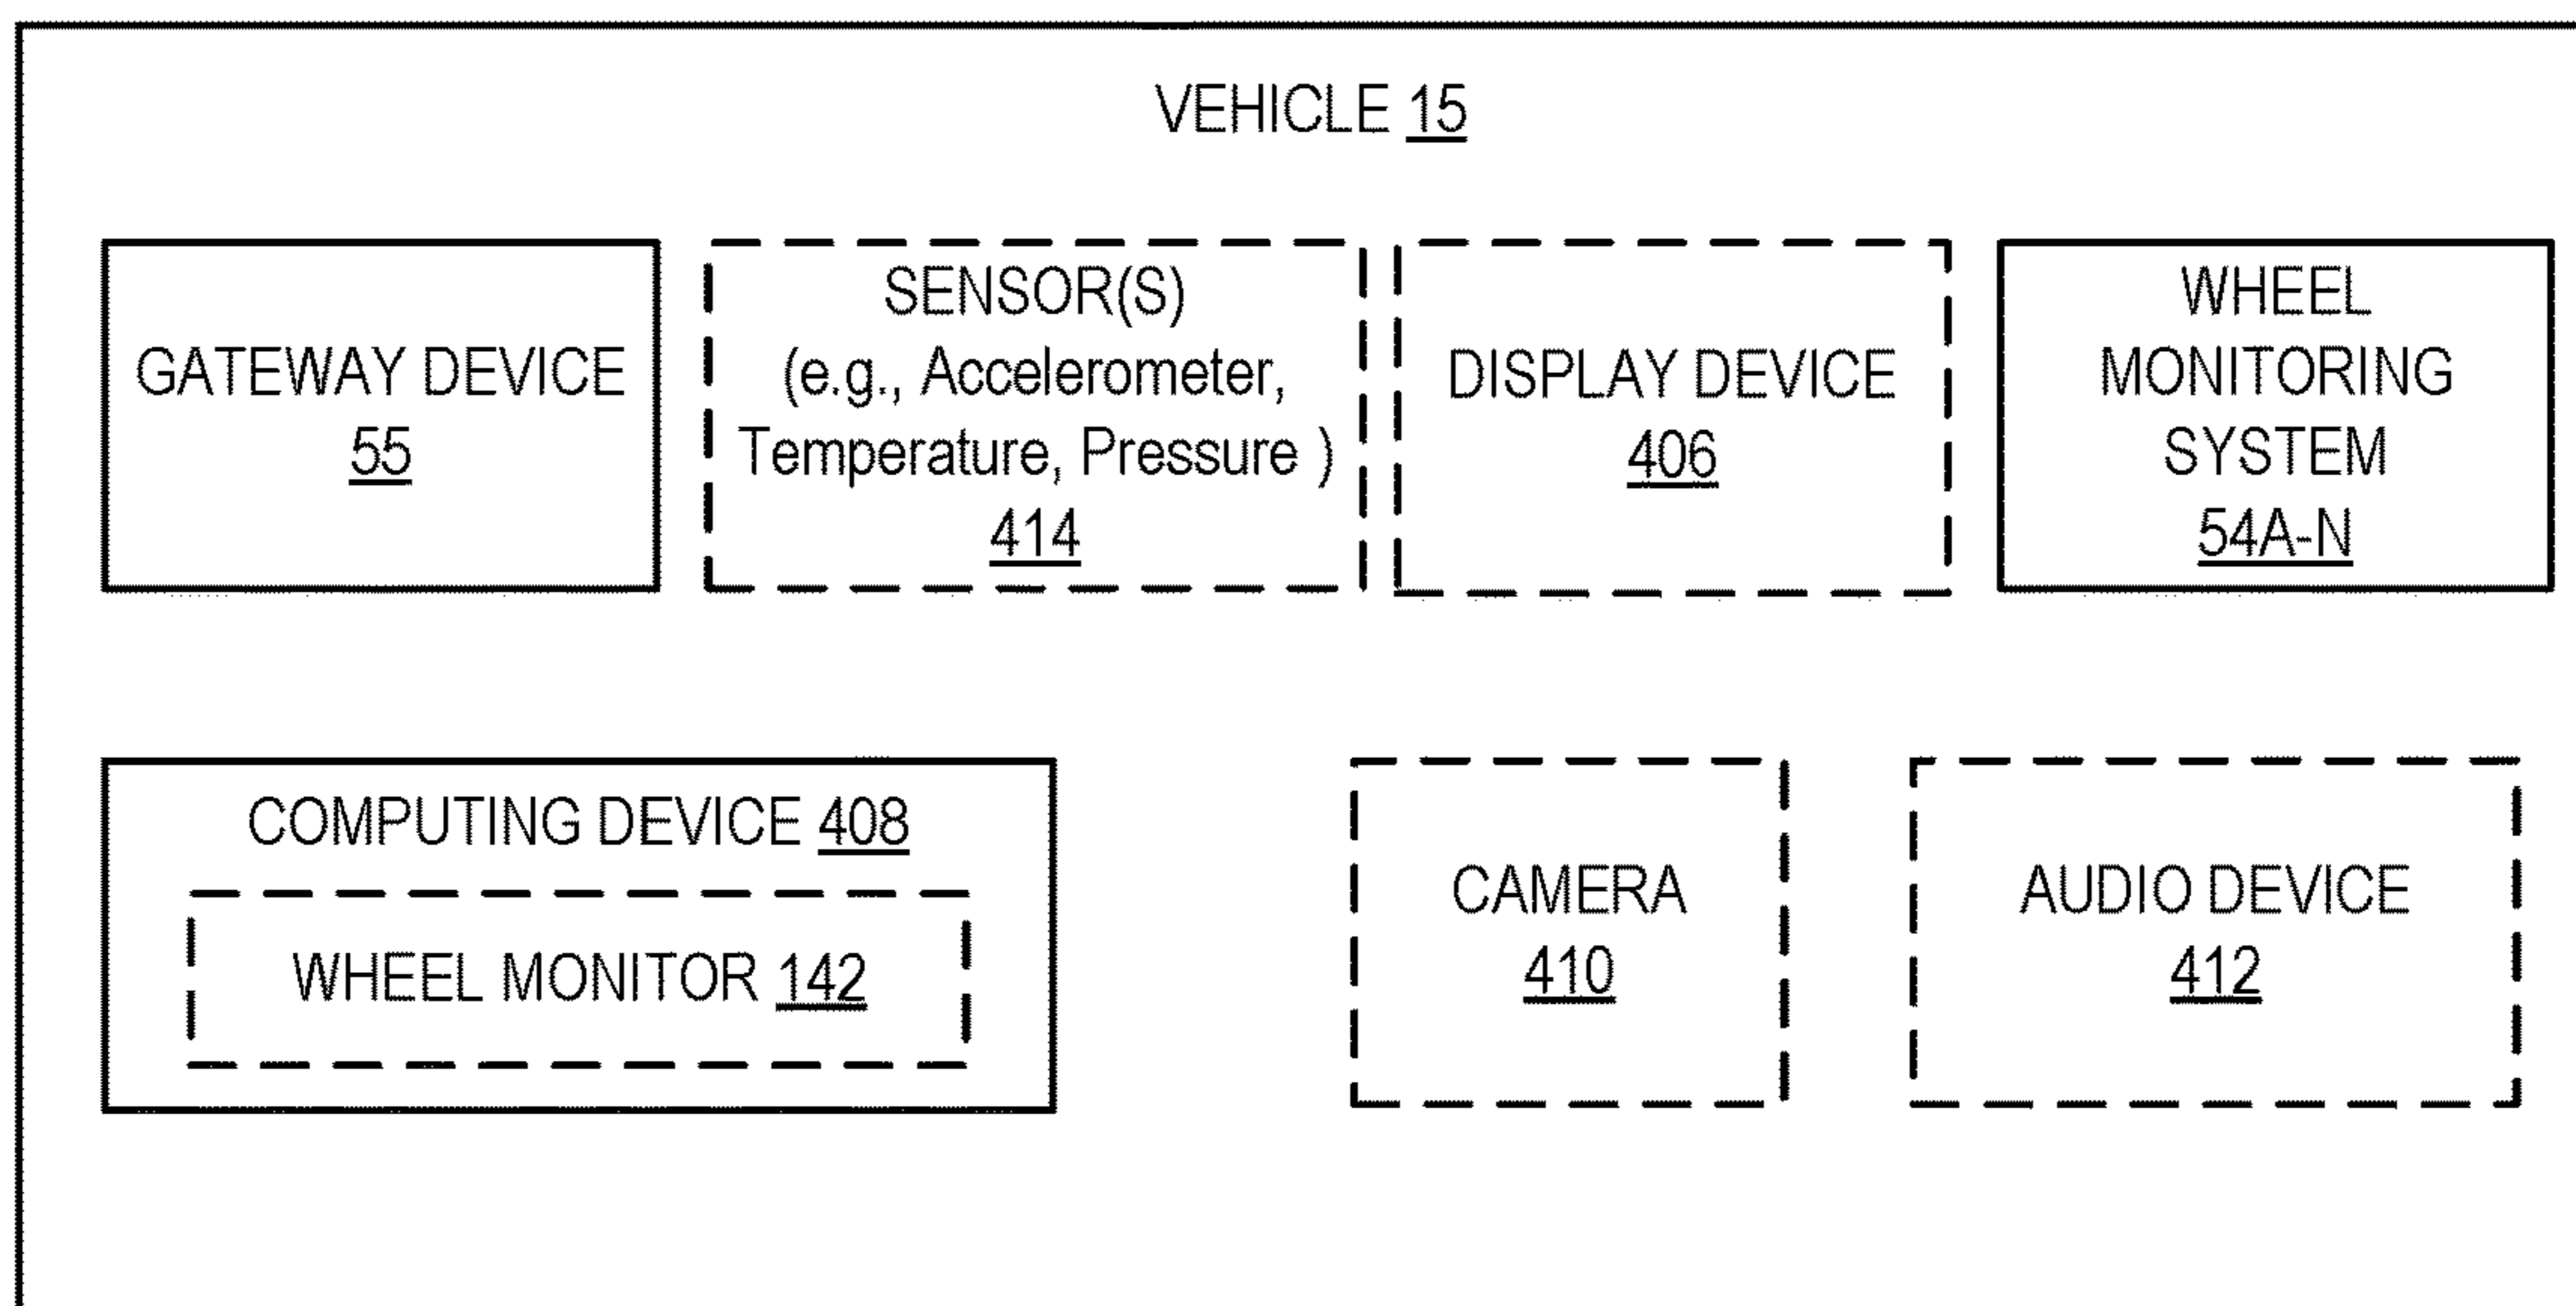 VEHICLE 15
GATEWAY DEVICE
55
SENSOR(S)
(e.g., Accelerometer,
Temperature, Pressure )
414
DISPLAY DEVICE
406
WHEEL
MONITORING
SYSTEM
54A-N
COMPUTING DEVICE 408
WHEEL MONITOR 142
CAMERA
410
AUDIO DEVICE
412